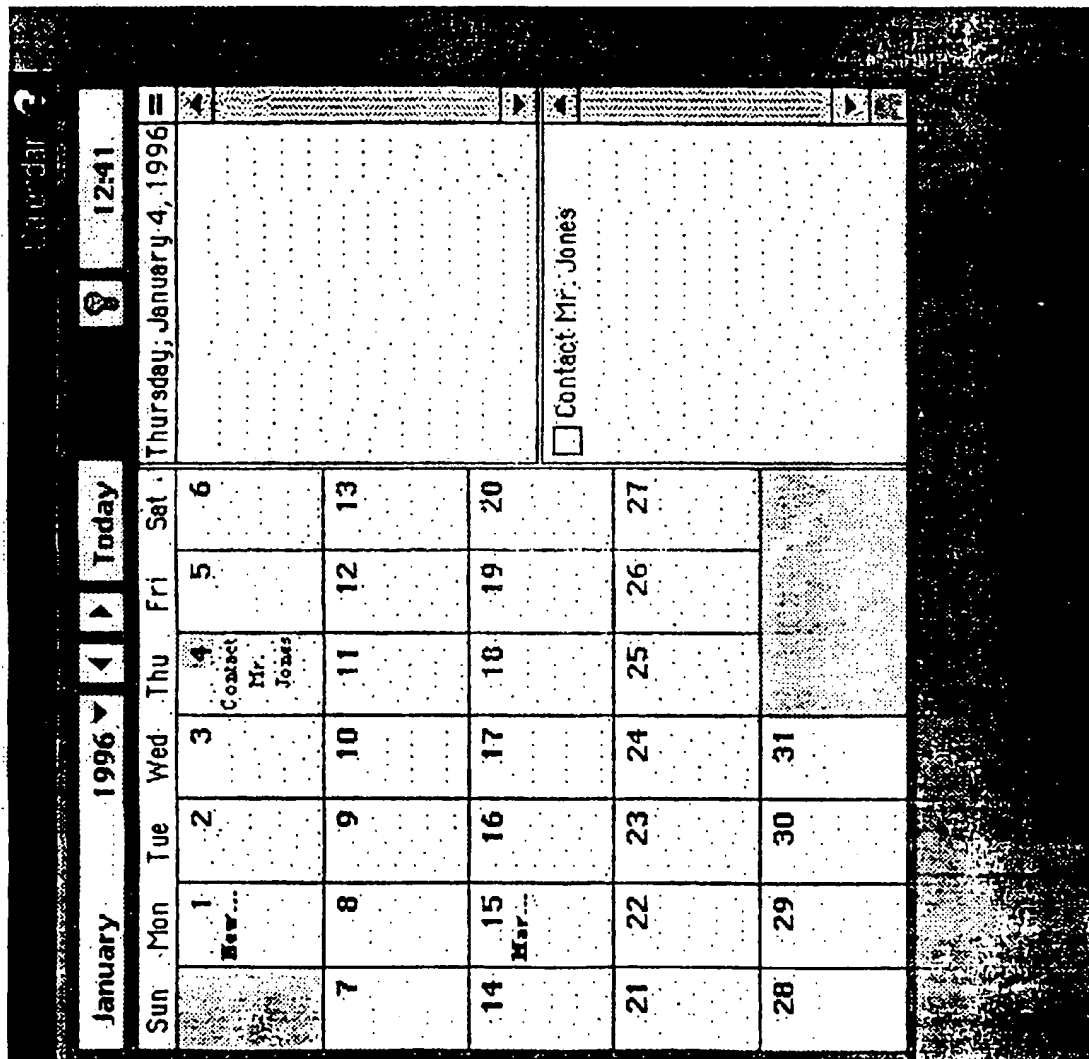 Calendar ?
January 1996 Today 12:41
Sun Mon Tue Wed Thu Fri Sat Thursday, January 4, 1996
1 2 3 4 5 6
New...
Contact
Mr.
Jones
7 8 9 10 11 12 13
14 15 16 17 18 19 20
Mar...
Contact Mr. Jones
21 22 23 24 25 26 27
28 29 30 31